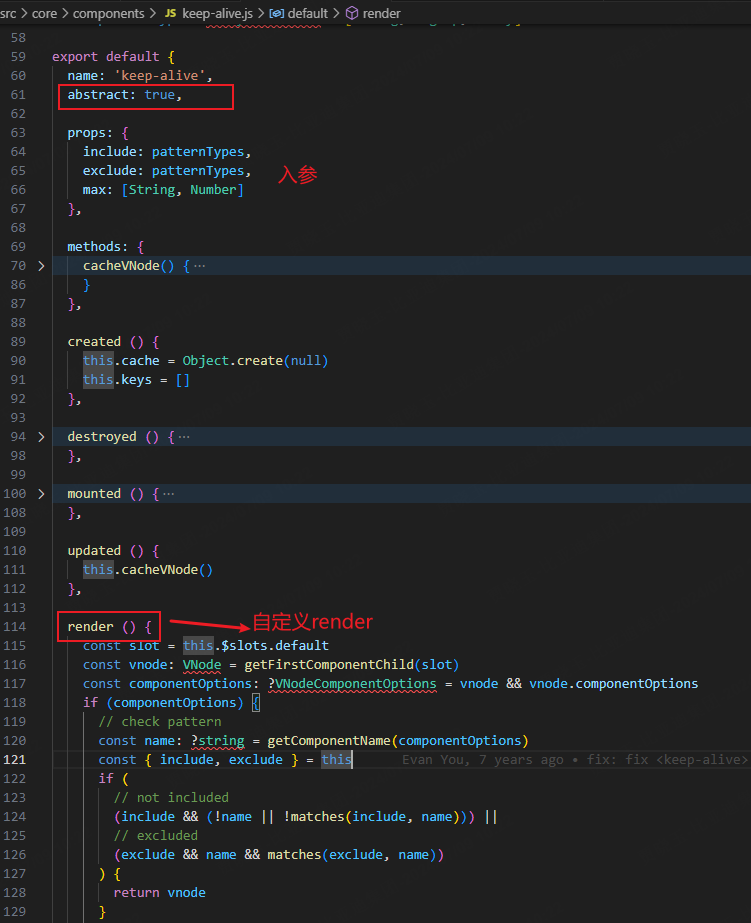 src > core > components > JS keep-alive.js > default > render
58
59 export default {
60 name: 'keep-alive',
61 abstract: true,
62
63 props: {
64 include: patternTypes,
65 exclude: patternTypes,
入参
66 max: [String, Number]
67 },
68
69 methods: {
70 > cacheVNode() { ···
86 }
87 },
88
89 created () {
90 this.cache = Object.create(null)
91 this.keys = []
92 },
93
94 > destroyed () { ···
98 },
99
100 > mounted () { ···
108 },
109
110 updated () {
111 this.cacheVNode()
112 },
113
114 render () {
自定义render
115 const slot = this.$slots.default
116 const vnode: VNode = getFirstComponentChild(slot)
117 const componentOptions: ?VNodeComponentOptions = vnode && vnode.componentOptions
118 if (componentOptions) {
119 // check pattern
120 const name: ?string = getComponentName(componentOptions)
121 const { include, exclude } = this Evan You, 7 years ago • fix: fix <keep-alive>
122 if (
123 // not included
124 (include && (!name || !matches(include, name))) ||
125 // excluded
126 (exclude && name && matches(exclude, name))
127 ) {
128 return vnode
129 }